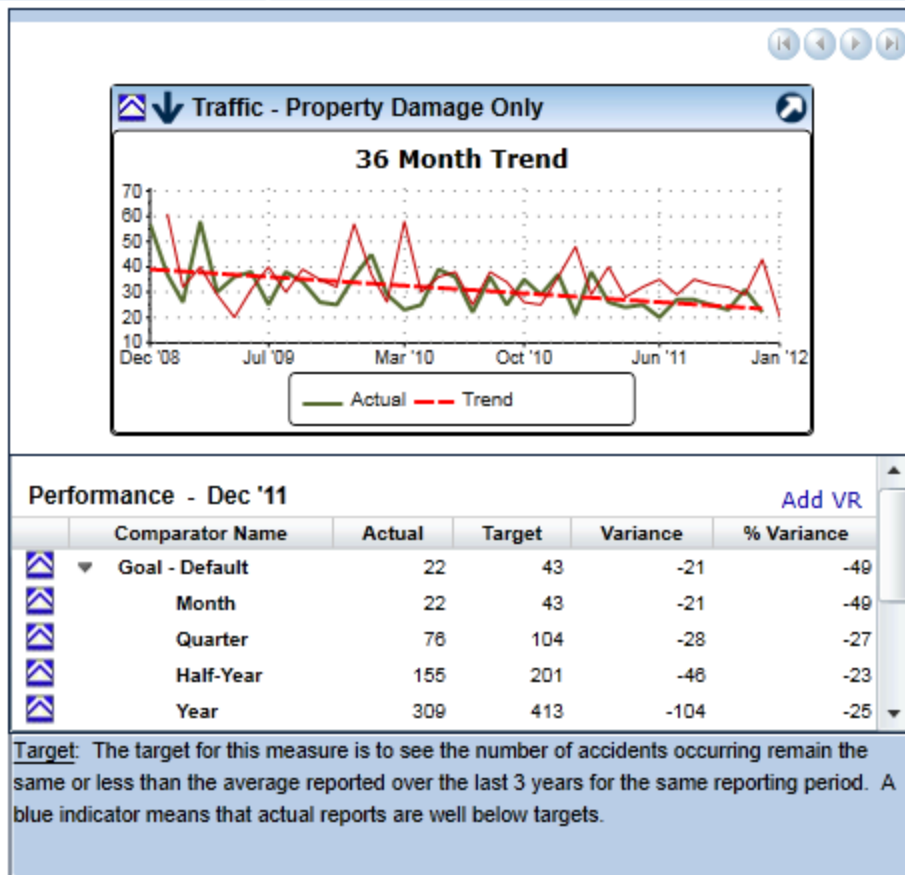 Traffic - Property Damage Only
36 Month Trend
70
60
50
40
30
20
10
Dec '08 Jul '09 Mar '10 Oct '10 Jun '11 Jan '12
Actual Trend
Performance - Dec '11
Add VR
Comparator Name Actual Target Variance % Variance
Goal - Default 22 43 -21 -49
Month 22 43 -21 -49
Quarter 76 104 -28 -27
Half-Year 155 201 -46 -23
Year 309 413 -104 -25
Target: The target for this measure is to see the number of accidents occurring remain the
same or less than the average reported over the last 3 years for the same reporting period. A
blue indicator means that actual reports are well below targets.